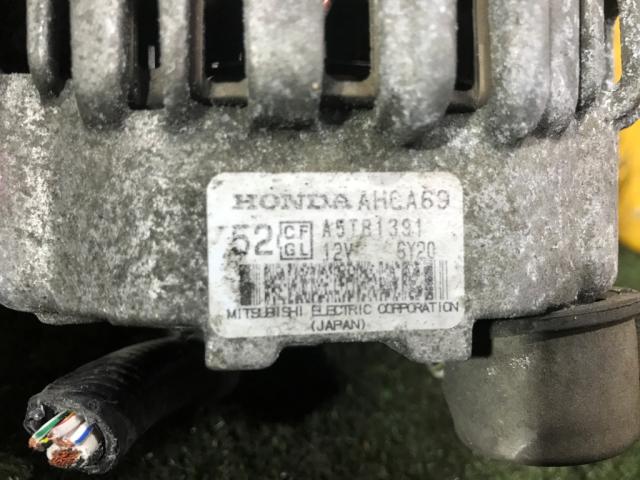 HONDA AHGA69
52 CF GL A5TB1391
12V 6Y20
MITSUBISHI ELECTRIC CORPORATION
(JAPAN)